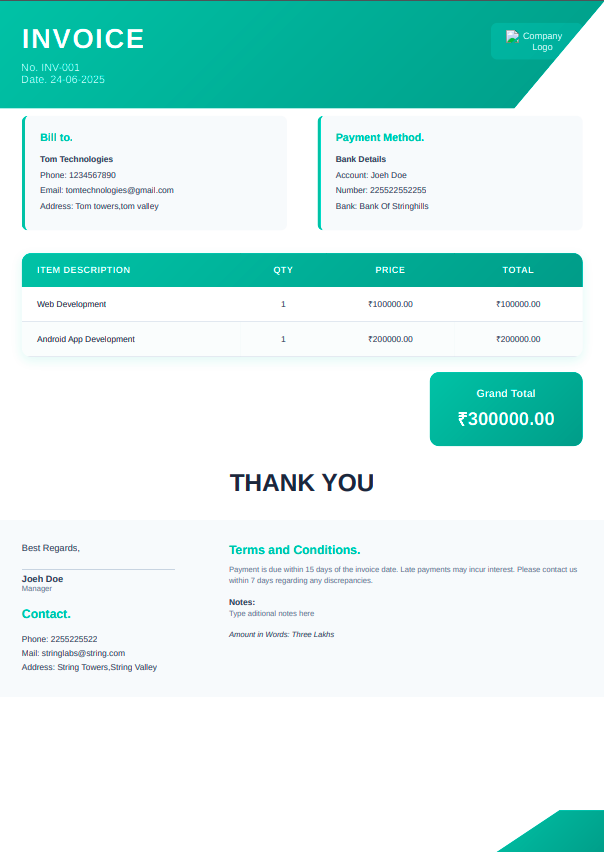 INVOICE
No. INV-001
Date. 24-06-2025
Company
Logo
Bill to.
Tom Technologies
Phone: 1234567890
Email: tomtechnologies@gmail.com
Address: Tom towers,tom valley
Payment Method.
Bank Details
Account: Joeh Doe
Number: 225522552255
Bank: Bank Of Stringhills
ITEM DESCRIPTION QTY PRICE TOTAL
Web Development 1 ₹100000.00 ₹100000.00
Android App Development 1 ₹200000.00 ₹200000.00
Grand Total
₹300000.00
THANK YOU
Best Regards,
Joeh Doe
Manager
Contact.
Phone: 2255225522
Mail: stringlabs@string.com
Address: String Towers,String Valley
Terms and Conditions.
Payment is due within 15 days of the invoice date. Late payments may incur interest. Please contact us
within 7 days regarding any discrepancies.
Notes:
Type aditional notes here
Amount in Words: Three Lakhs